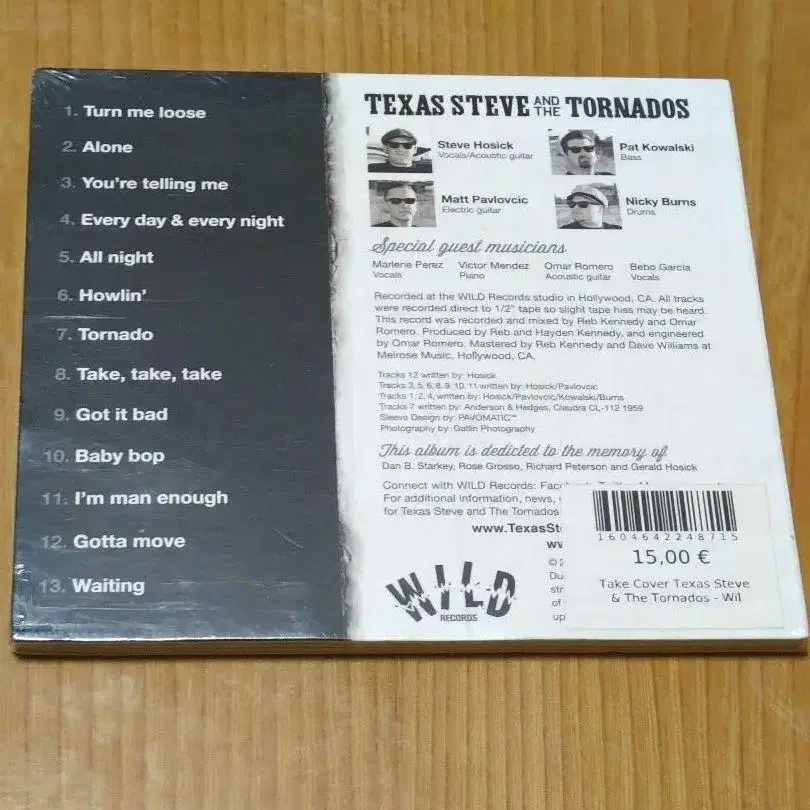 1. Turn me loose
2. Alone
3. You're telling me
4. Every day & every night
5. All night
6. Howlin'
7. Tornado
8. Take, take, take
9. Got it bad
10. Baby bop
11. I'm man enough
12. Gotta move
13. Waiting
TEXAS STEVE AND THE TORNADOS
Steve Hosick
Vocals/Acoustic guitar
Pat Kowalski
Bass
Matt Pavlovcic
Electric guitar
Nicky Burns
Drums
Special guest musicians
Marlene Perez
Vocals
Victor Mendez
Piano
Omar Romero
Acoustic guitar
Bebo Garcia
Vocals
Recorded at the WILD Records studio in Hollywood, CA. All tracks
were recorded direct to 1/2" tape so slight tape hiss may be heard.
This record was recorded and mixed by Reb Kennedy and Omar
Romero. Produced by Reb and Hayden Kennedy, and engineered
by Omar Romero. Mastered by Reb Kennedy and Dave Williams at
Melrose Music, Hollywood, CA,
Tracks 12 written by: Hosick
Tracks 3, 5, 6, 8, 9, 10, 11 written by: Hosick/Pavlovcic
Tracks 1, 2, 4, written by: Hosick/Pavlovcic/Kowalski/Burns
Tracks 7 written by: Anderson & Hedges, Claudra CL-112 1959
Sleeve Design by: PAVOMATIC™
Photography by: Gatlin Photography
This album is dedicted to the memory of
Dan B. Starkey, Rose Grosso, Richard Peterson and Gerald Hosick
Connect with WILD Records:
For additional information, news,
for Texas Steve and The Tornados
www.TexasSt
ww
WILD
RECORDS
©2
Du
str
of
up
1604642248715
15,00 €
Take Cover Texas Steve
& The Tornados - Wil